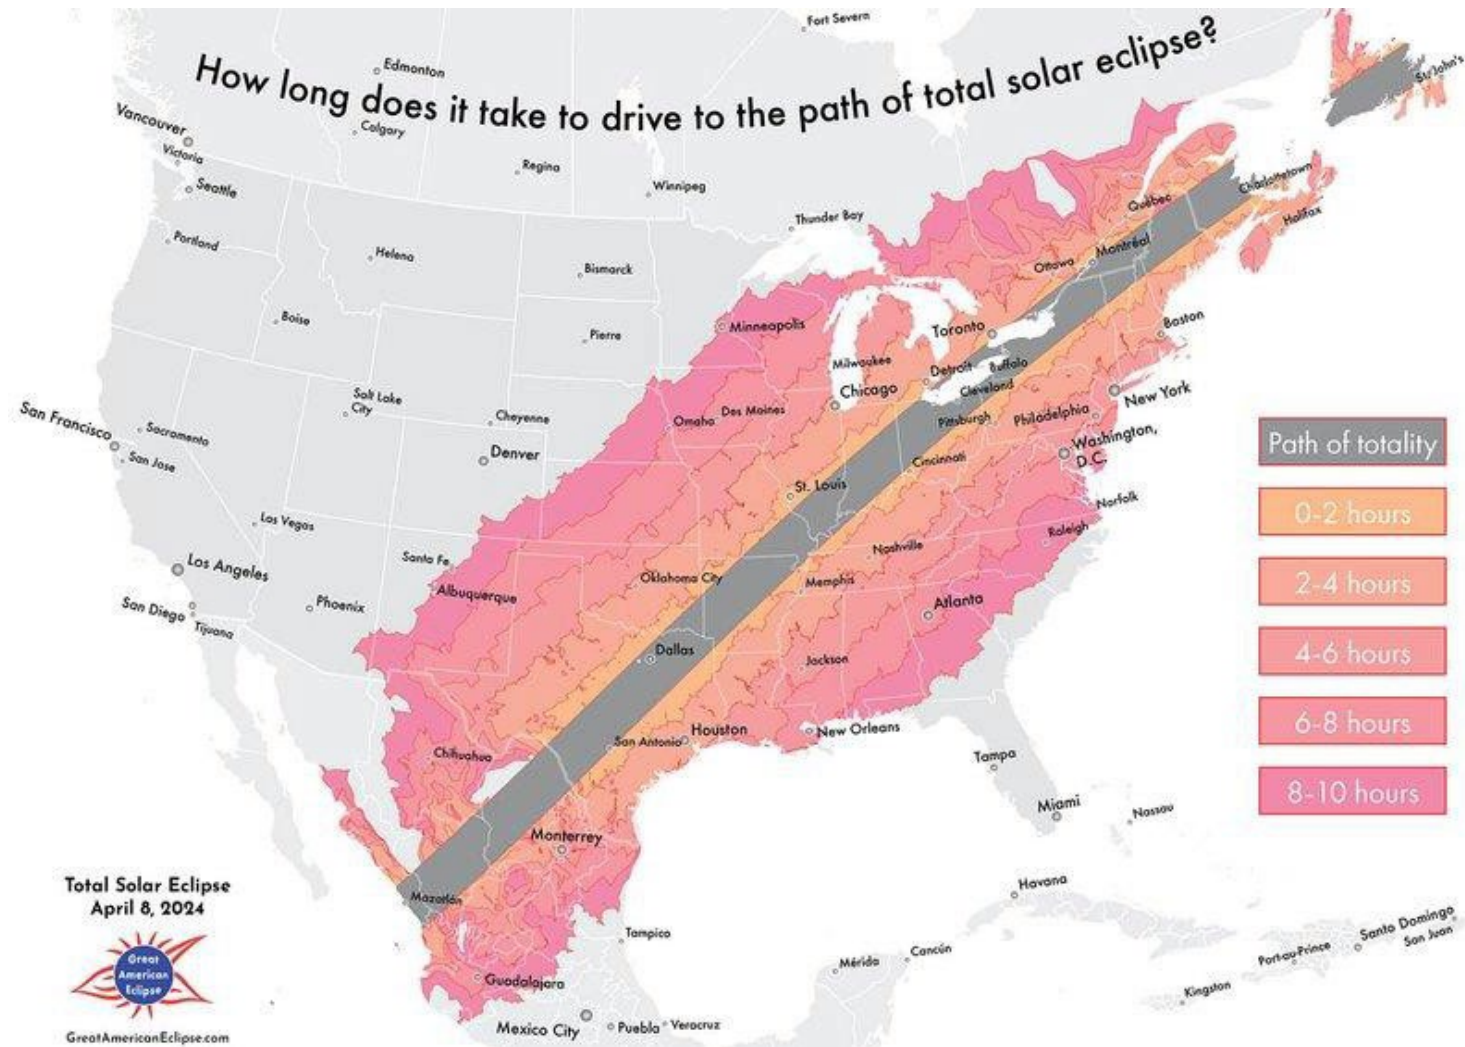 How long does it take to drive to the path of total solar eclipse?
Fort Severn
Edmonton
Calgary
Vancouver
Victoria
Seattle
Regina
Winnipeg
Thunder Bay
St. John's
Charlottetown
Halifax
Québec
Montréal
Ottawa
Portland
Helena
Bismarck
Boise
Pierre
Minneapolis
Toronto
Boston
Milwaukee
Detroit
Buffalo
Chicago
Cleveland
New York
Salt Lake
City
Cheyenne
Omaha
Des Moines
Pittsburgh
Philadelphia
San Francisco
Sacramento
San Jose
Denver
Washington,
D.C.
Cincinnati
St. Louis
Norfolk
Raleigh
Las Vegas
Santa Fe
Nashville
Los Angeles
Albuquerque
Oklahoma City
Memphis
Atlanta
San Diego
Tijuana
Phoenix
Dallas
Jackson
Chihuahua
San Antonio
Houston
New Orleans
Tampa
Miami
Nassau
Monterrey
Mazatlán
Havana
Tampico
Guadalajara
Mérida
Cancún
Santo Domingo
San Juan
Port-au-Prince
Kingston
Mexico City
Puebla
Veracruz
Path of totality
0-2 hours
2-4 hours
4-6 hours
6-8 hours
8-10 hours
Total Solar Eclipse
April 8, 2024
Great
American
Eclipse
GreatAmericanEclipse.com